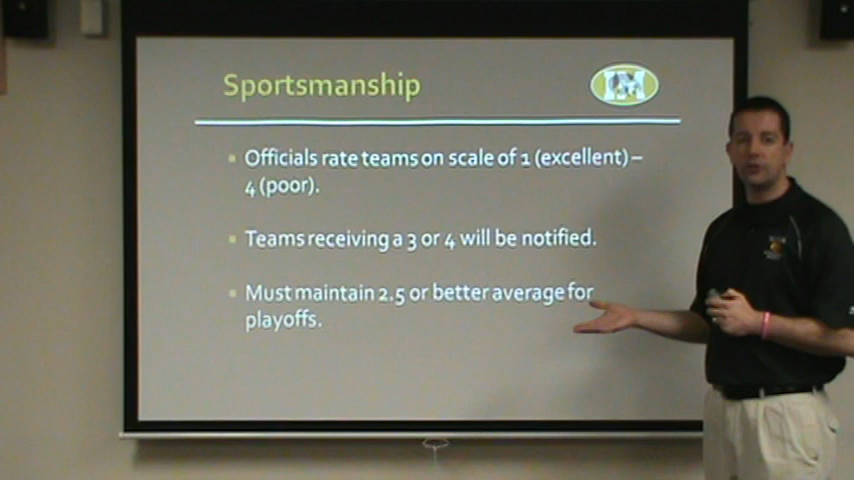 Sportsmanship
Officials rate teams on scale of 1 (excellent) –
4 (poor).
Teams receiving a 3 or 4 will be notified.
Must maintain 2.5 or better average for
playoffs.